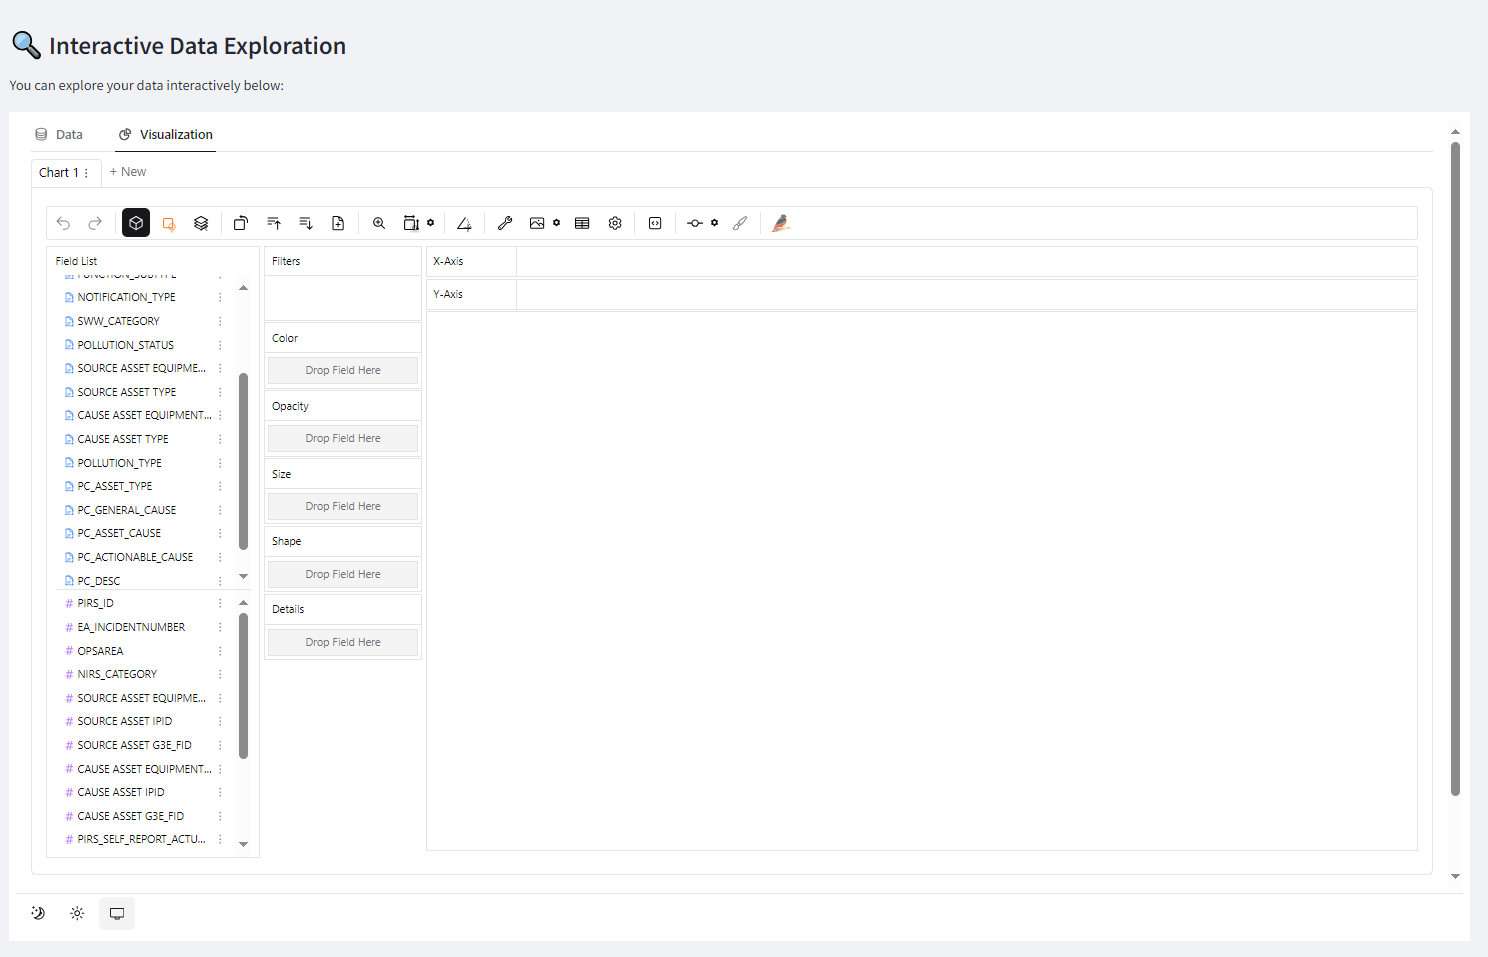 Interactive Data Exploration
You can explore your data interactively below:
Data
Visualization
Chart 1
+ New
Field List
FUNCTION_SUBTYPE
NOTIFICATION_TYPE
SWW_CATEGORY
POLLUTION_STATUS
SOURCE ASSET EQUIPME...
SOURCE ASSET TYPE
CAUSE ASSET EQUIPMENT...
CAUSE ASSET TYPE
POLLUTION_TYPE
PC_ASSET_TYPE
PC_GENERAL_CAUSE
PC_ASSET_CAUSE
PC_ACTIONABLE_CAUSE
PC_DESC
# PIRS_ID
# EA_INCIDENTNUMBER
# OPSAREA
# NIRS_CATEGORY
# SOURCE ASSET EQUIPME...
# SOURCE ASSET IPID
# SOURCE ASSET G3E_FID
# CAUSE ASSET EQUIPMENT...
# CAUSE ASSET IPID
# CAUSE ASSET G3E_FID
# PIRS_SELF_REPORT_ACTU...
Filters
Color
Drop Field Here
Opacity
Drop Field Here
Size
Drop Field Here
Shape
Drop Field Here
Details
Drop Field Here
X-Axis
Y-Axis